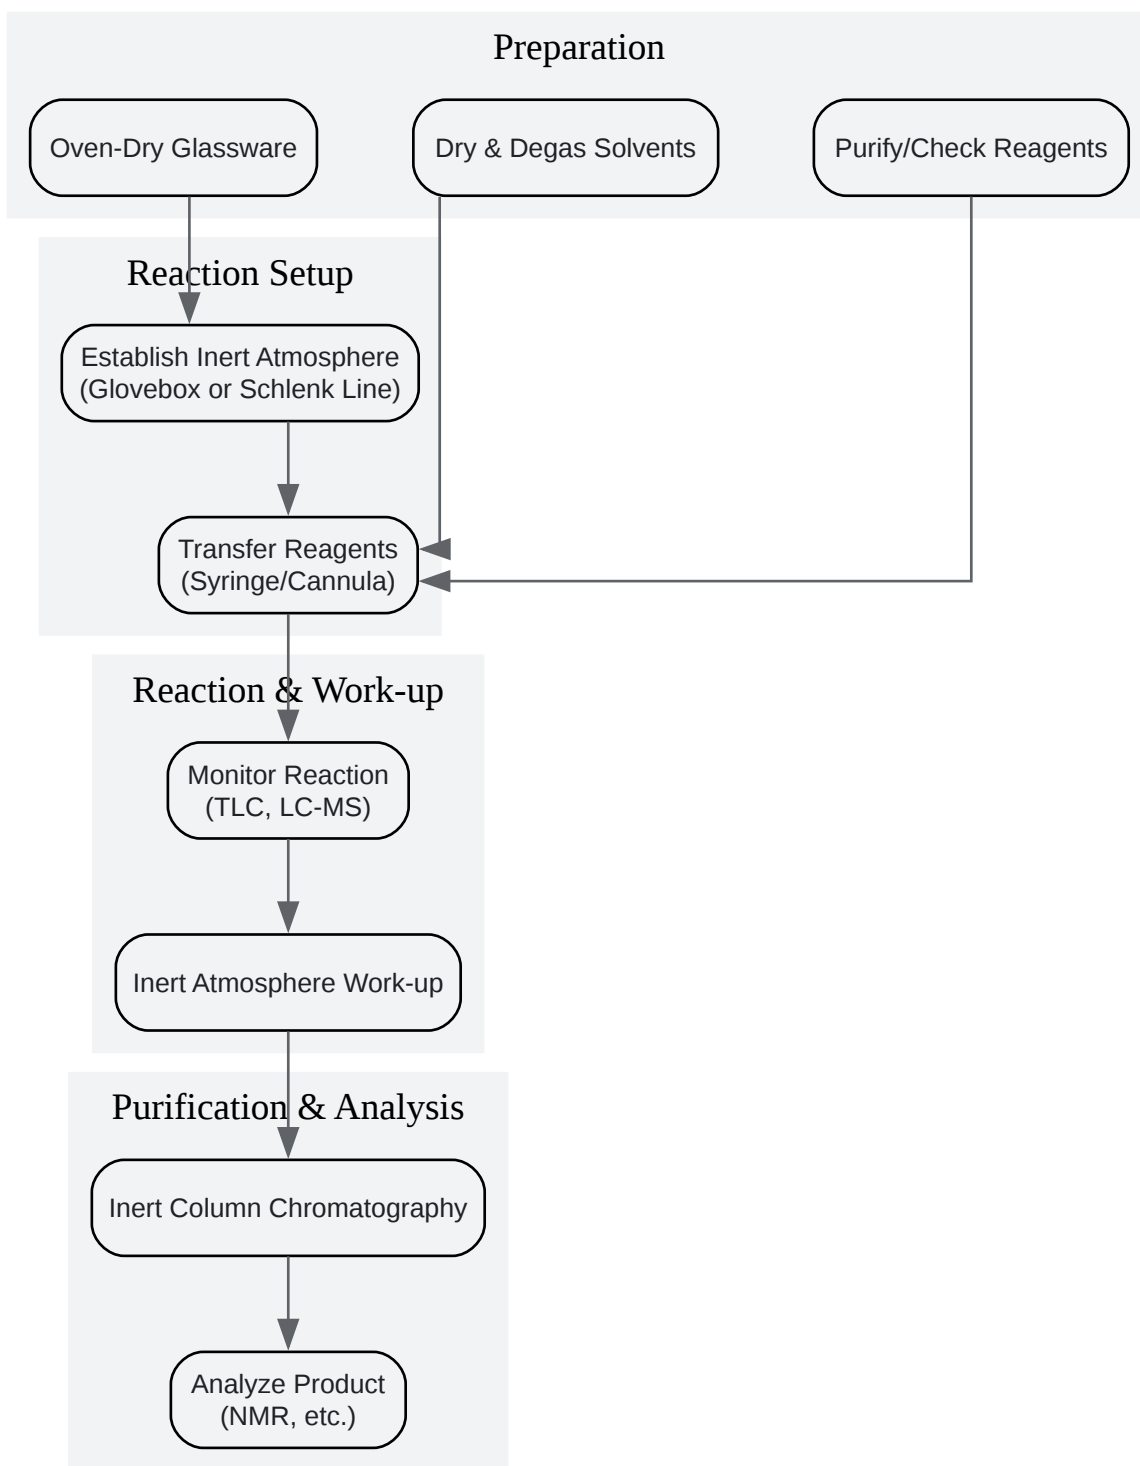 Preparation
Oven-Dry Glassware
Dry & Degas Solvents
Purify/Check Reagents
Reaction Setup
Establish Inert Atmosphere
(Glovebox or Schlenk Line)
Transfer Reagents
(Syringe/Cannula)
Reaction & Work-up
Monitor Reaction
(TLC, LC-MS)
Inert Atmosphere Work-up
Purification & Analysis
Inert Column Chromatography
Analyze Product
(NMR, etc.)